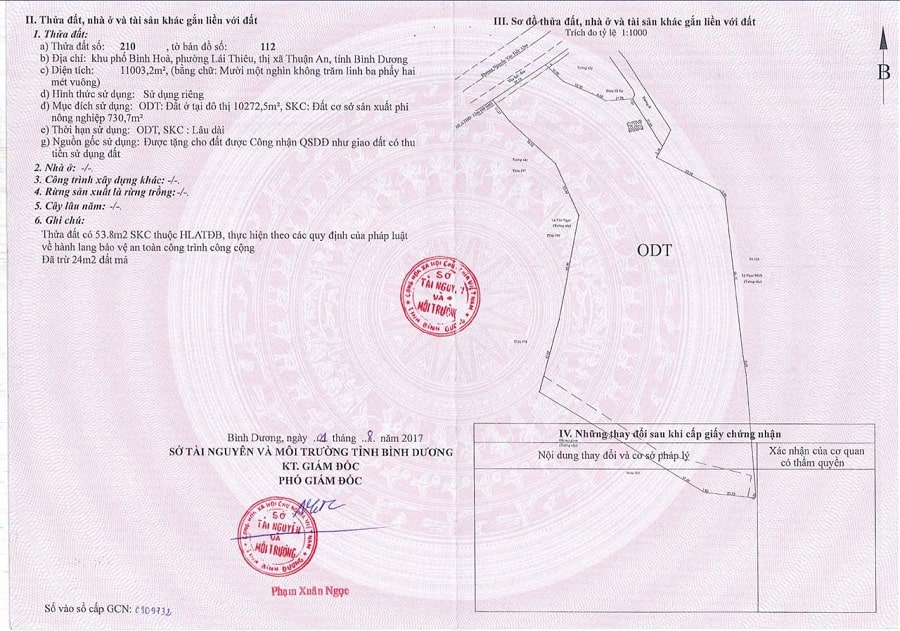 II. Thửa đất, nhà ở và tài sản khác gắn liền với đất
1. Thửa đất:
a) Thửa đất số: 210 , tờ bản đồ số: 112
b) Địa chỉ: khu phố Bình Hoà, phường Lái Thiêu, thị xã Thuận An, tỉnh Bình Dương
c) Diện tích: 11003,2m², (bằng chữ: Mười một nghìn không trăm linh ba phẩy hai
mét vuông)
d) Hình thức sử dụng: Sử dụng riêng
đ) Mục đích sử dụng: ODT: Đất ở tại đô thị 10272,5m², SKC: Đất cơ sở sản xuất phi
nông nghiệp 730,7m²
e) Thời hạn sử dụng: ODT, SKC : Lâu dài
g) Nguồn gốc sử dụng: Được tặng cho đất được Công nhận QSDD như giao đất có thu
tiền sử dụng đất
2. Nhà ở: -/-.
3. Công trình xây dựng khác: -/-.
4. Rừng sản xuất là rừng trồng: -/-.
5. Cây lâu năm: -/-.
6. Ghi chú:
Thửa đất có 53.8m2 SKC thuộc HLATĐB, thực hiện theo các quy định của pháp luật
về hành lang bảo vệ an toàn công trình công cộng
Đã trừ 24m2 đất mả
SỞ
TÀI NGUYÊN
VÀ
MÔI TRƯỜNG
Bình Dương, ngày tháng 8 năm 2017
SỞ TÀI NGUYÊN VÀ MÔI TRƯỜNG TỈNH BÌNH DƯƠNG
KT. GIÁM ĐỐC
PHÓ GIÁM ĐỐC
SỞ
TÀI NGUYÊN
VÀ
MÔI TRƯỜNG
Phạm Xuân Ngọc
Số vào sổ cấp GCN:
III. Sơ đồ thửa đất, nhà ở và tài sản khác gắn liền với đất
Trích đo tỷ lệ 1:1000
B
ODT
IV. Những thay đổi sau khi cấp giấy chứng nhận
Nội dung thay đổi và cơ sở pháp lý
Xác nhận của cơ quan
có thẩm quyền